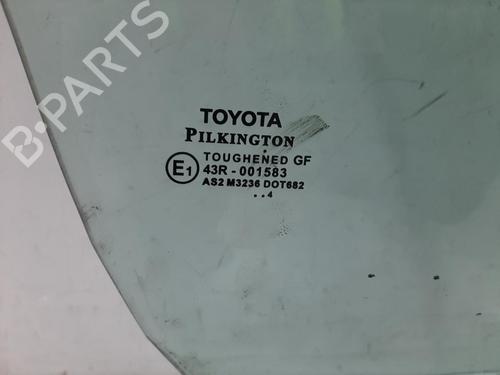 B-PARTS
TOYOTA
PILKINGTON
TOUGHENED GF
E1 43R - 001583
AS2 M3236 DOT682
..4